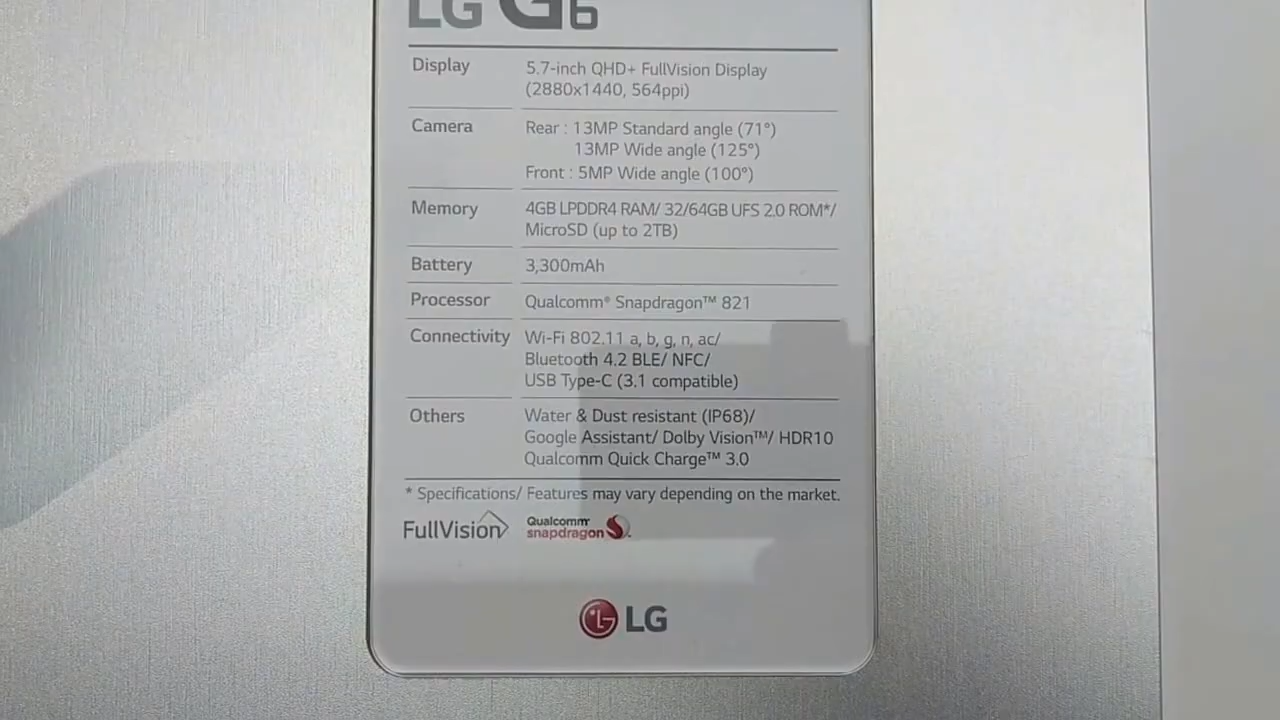 LG G6
Display 5.7-inch QHD+ FullVision Display
(2880x1440, 564ppi)
Camera Rear : 13MP Standard angle (71°)
13MP Wide angle (125°)
Front : 5MP Wide angle (100°)
Memory 4GB LPDDR4 RAM/ 32/64GB UFS 2.0 ROM*/
MicroSD (up to 2TB)
Battery 3,300mAh
Processor Qualcomm® Snapdragon™ 821
Connectivity Wi-Fi 802.11 a, b, g, n, ac/
Bluetooth 4.2 BLE/ NFC/
USB Type-C (3.1 compatible)
Others Water & Dust resistant (IP68)/
Google Assistant/ Dolby Vision™/ HDR10
Qualcomm Quick Charge™ 3.0
* Specifications/ Features may vary depending on the market.
FullVision Qualcomm
snapdragon
LG